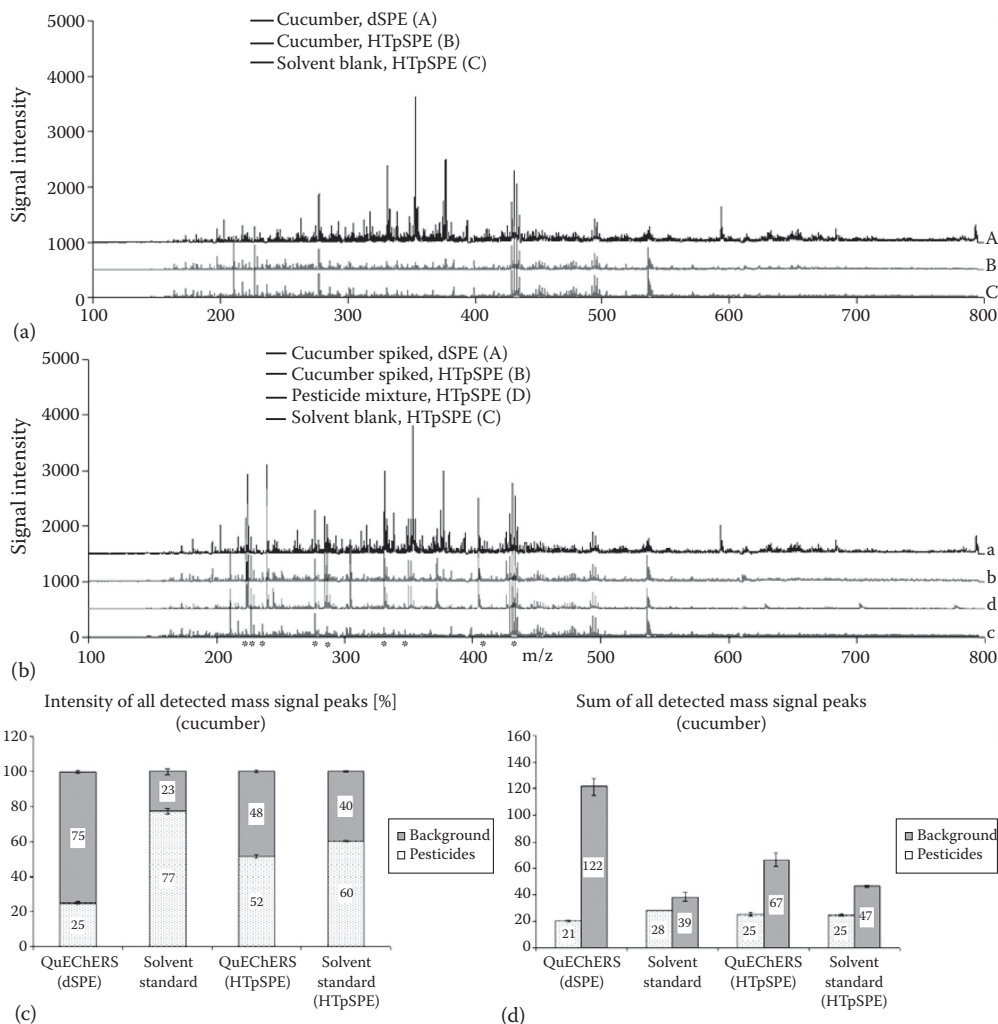 5000
4000
3000
2000
1000
0
Signal intensity
Cucumber, dSPE (A)
Cucumber, HTpSPE (B)
Solvent blank, HTpSPE (C)
A
B
C
100 200 300 400 500 600 700 800
(a)
5000
4000
3000
2000
1000
0
Signal intensity
Cucumber spiked, dSPE (A)
Cucumber spiked, HTpSPE (B)
Pesticide mixture, HTpSPE (D)
Solvent blank, HTpSPE (C)
a
b
d
c
* * * * * * * * *
100 200 300 400 m/z 500 600 700 800
(b)
Intensity of all detected mass signal peaks [%]
(cucumber)
120
100
80
60
40
20
0
75
25
23
77
48
52
40
60
Background
Pesticides
QuEChERS (dSPE)
Solvent standard
QuEChERS (HTpSPE)
Solvent standard (HTpSPE)
(c)
Sum of all detected mass signal peaks
(cucumber)
160
140
120
100
80
60
40
20
0
21
122
28
39
25
67
25
47
Background
Pesticides
QuEChERS (dSPE)
Solvent standard
QuEChERS (HTpSPE)
Solvent standard (HTpSPE)
(d)